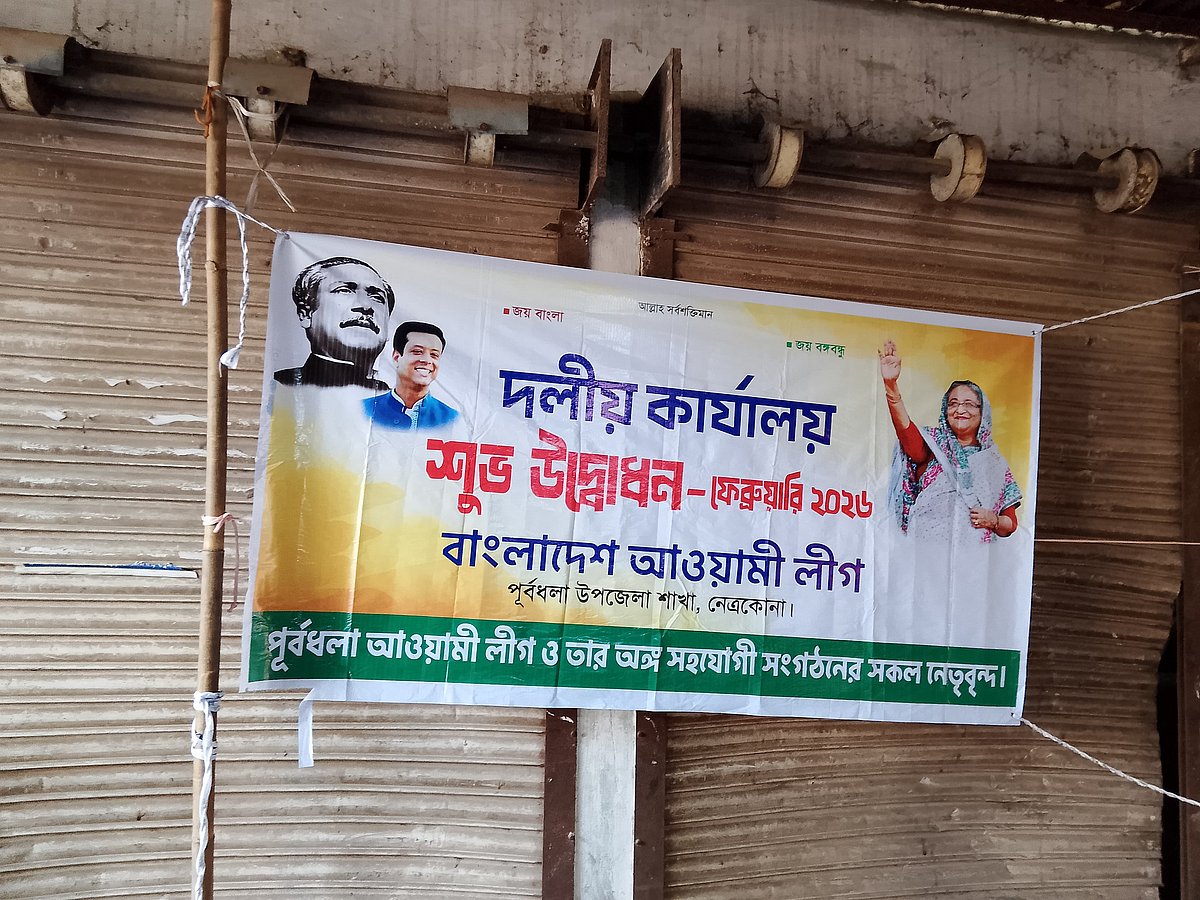 জয় বাংলা
আল্লাহ সর্বশক্তিমান
জয় বঙ্গবন্ধু
দলীয় কার্যালয়
শুভ উদ্বোধন – ফেব্রুয়ারি ২০২৬
বাংলাদেশ আওয়ামী লীগ
পূর্বধলা উপজেলা শাখা, নেত্রকোনা।
পূর্বধলা আওয়ামী লীগ ও তার অঙ্গ সহযোগী সংগঠনের সকল নেতৃবৃন্দ।